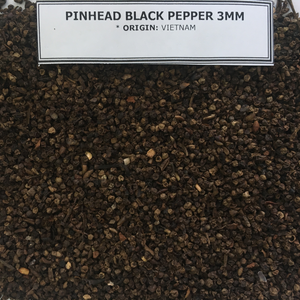 PINHEAD BLACK PEPPER 3MM
* ORIGIN: VIETNAM